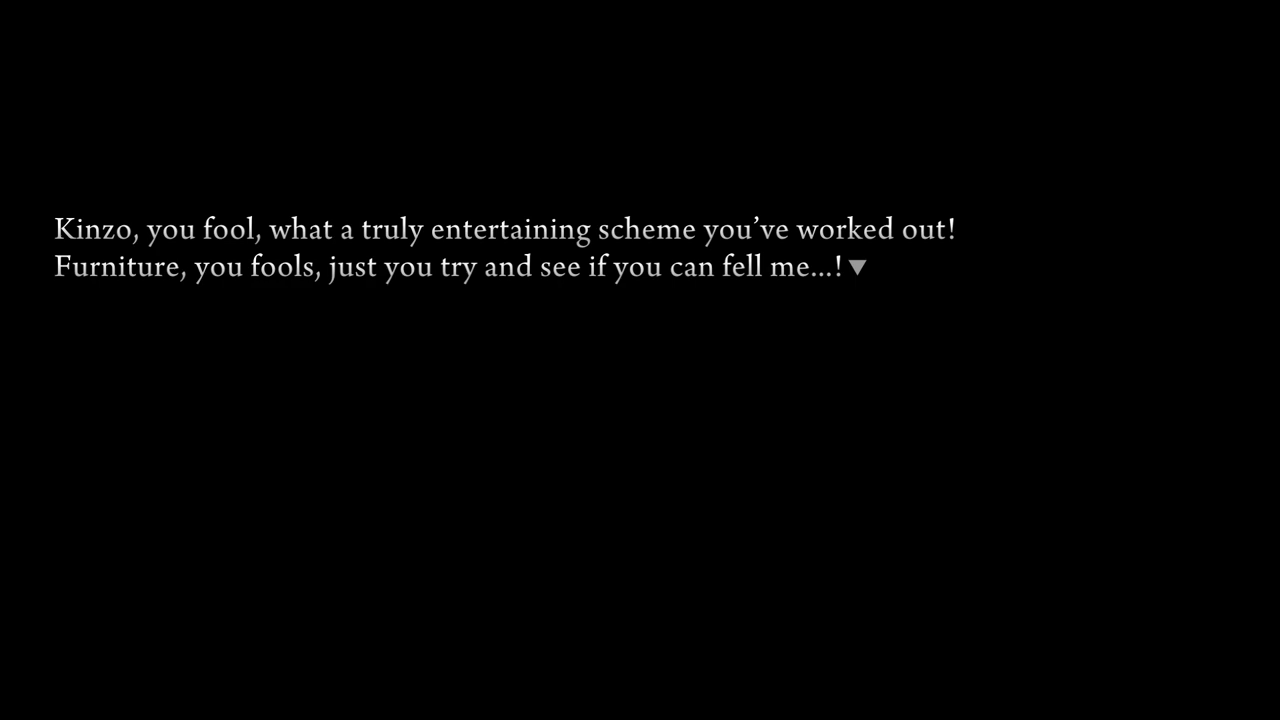 Kinzo, you fool, what a truly entertaining scheme you’ve worked out!
Furniture, you fools, just you try and see if you can fell me...!